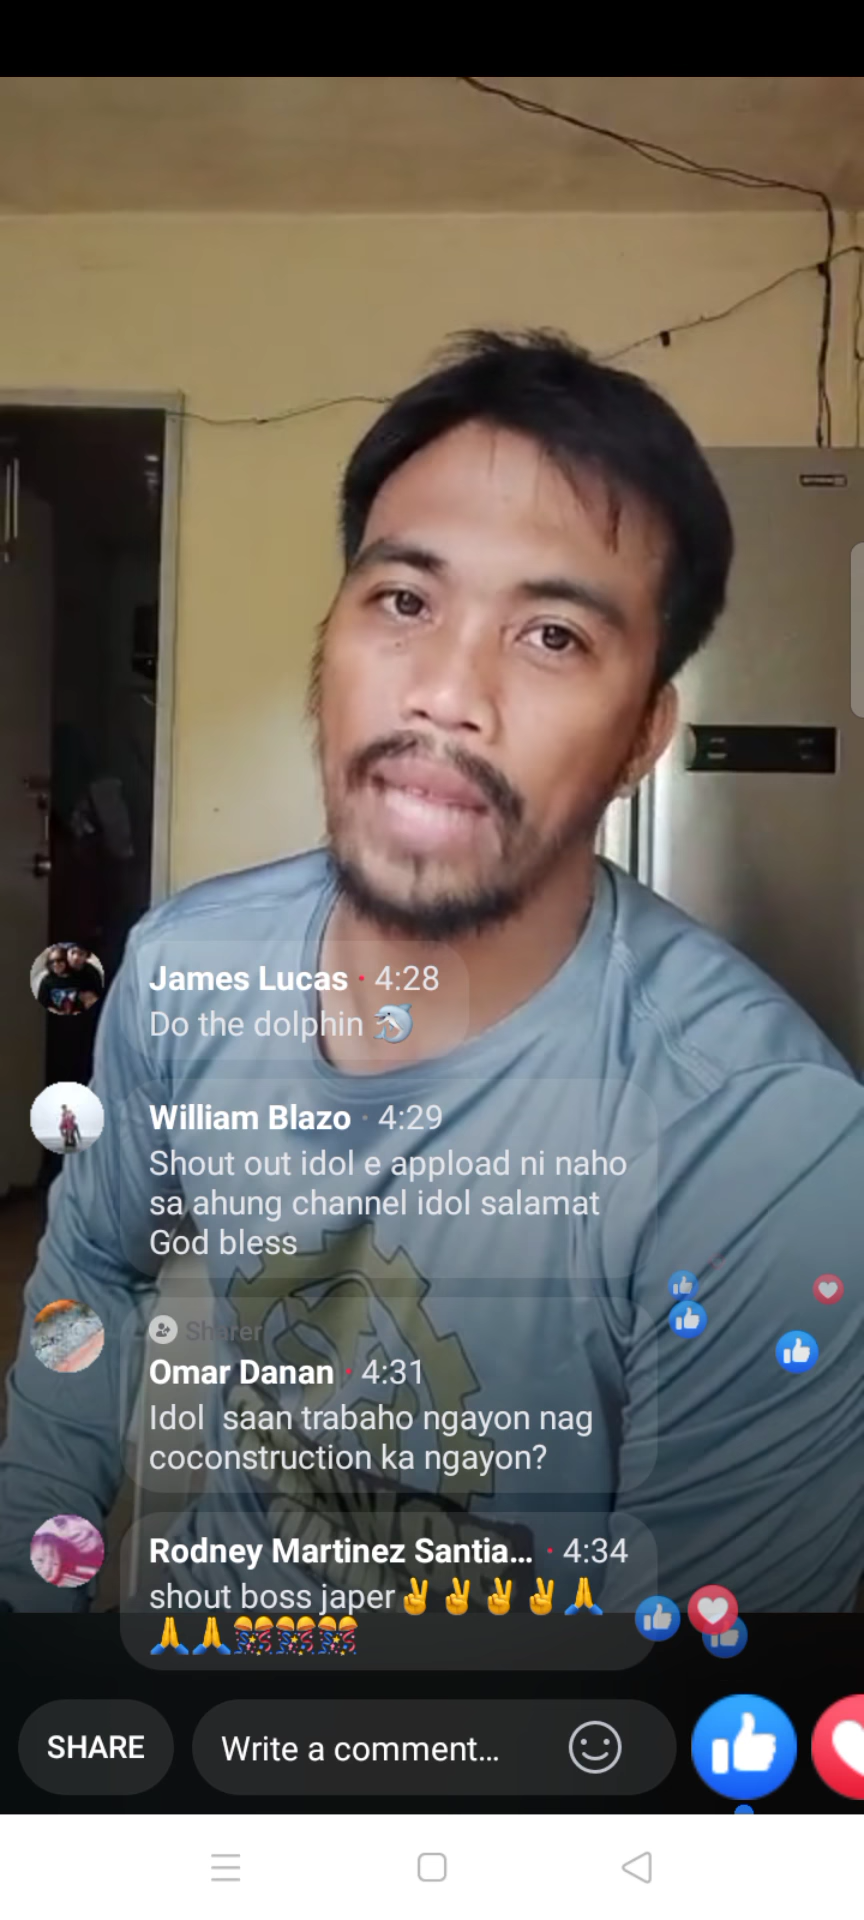 James Lucas · 4:28
Do the dolphin 🐬
William Blazo · 4:29
Shout out idol e appload ni naho
sa ahung channel idol salamat
God bless
Sharer
Omar Danan · 4:31
Idol  saan trabaho ngayon nag
coconstruction ka ngayon?
Rodney Martinez Santia... · 4:34
shout boss japer✌✌✌✌🙏
🙏🙏🎊🎊🎊
SHARE
Write a comment...